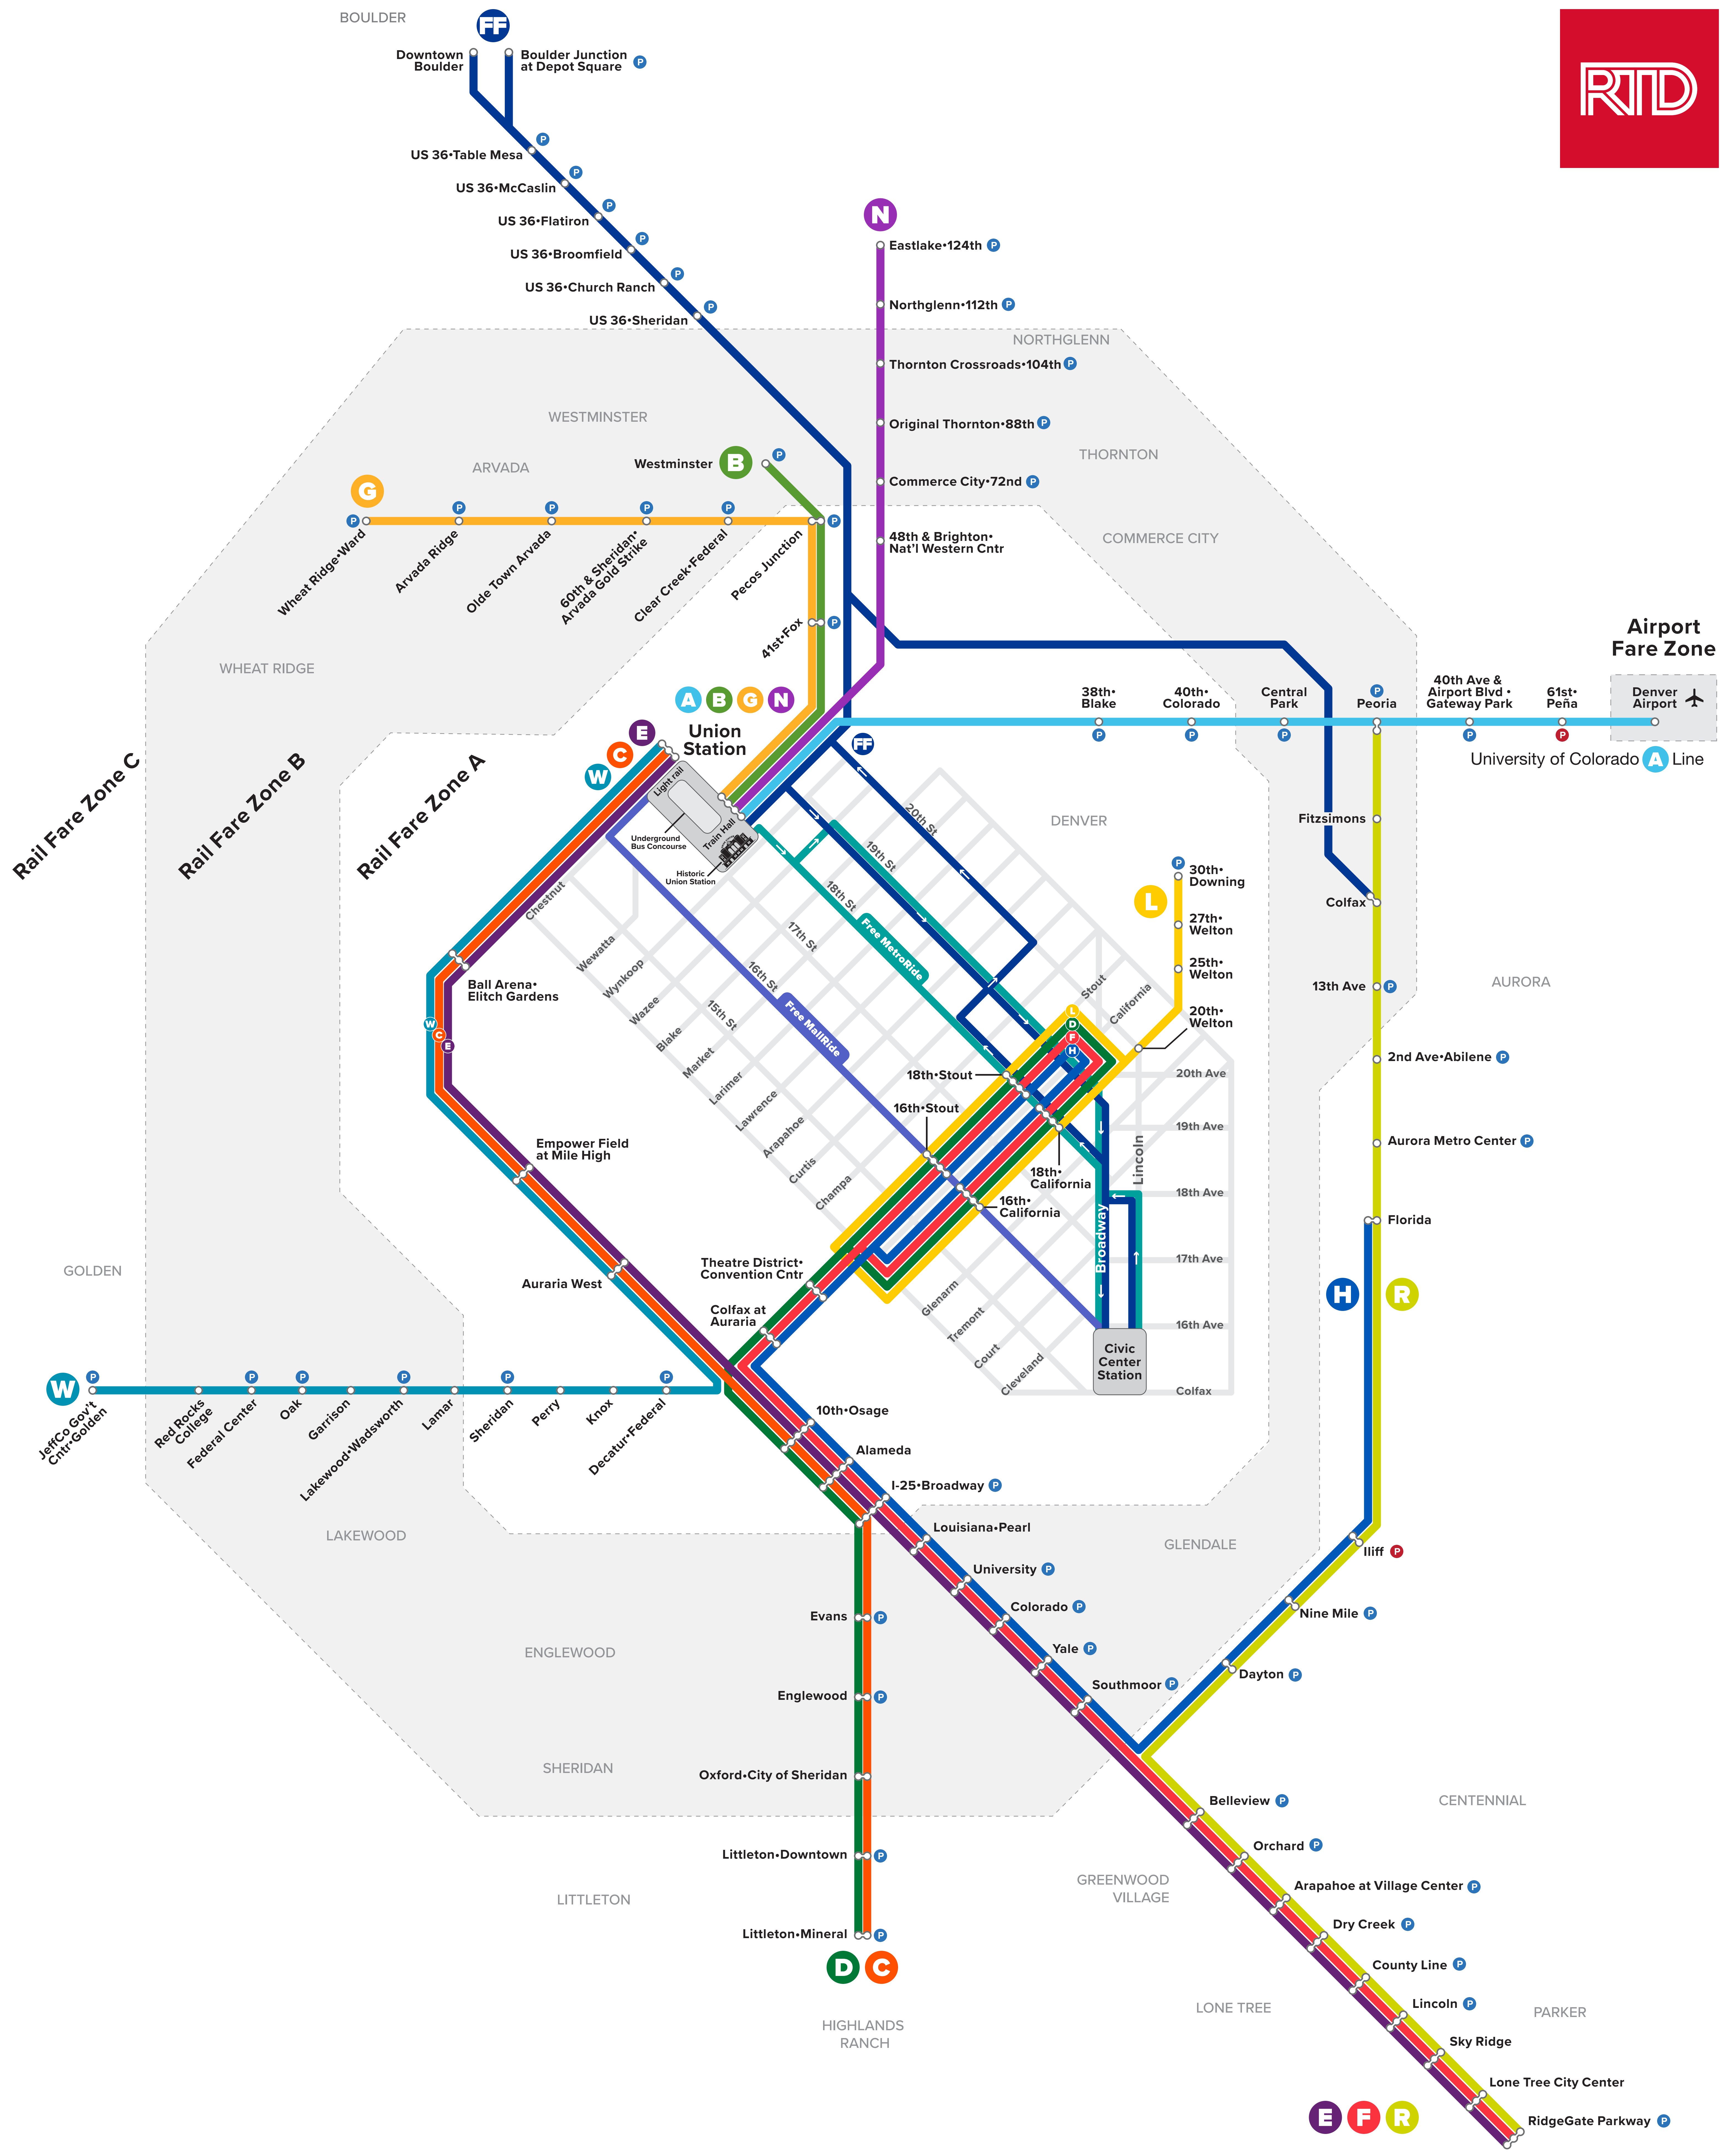 BOULDER
FF
RTD
Downtown
Boulder
Boulder Junction
at Depot Square P
P
US 36•Table Mesa
P
US 36•McCaslin
P
US 36•Flatiron
P
US 36•Broomfield
P
US 36•Church Ranch
P
US 36•Sheridan
N
Eastlake•124th P
Northglenn•112th P
NORTHGLENN
Thornton Crossroads•104th P
WESTMINSTER
Original Thornton•88th P
THORNTON
ARVADA
Westminster B P
Commerce City•72nd P
G
P P P P P P
Wheat Ridge•Ward
Arvada Ridge
Olde Town Arvada
60th & Sheridan•
Arvada Gold Strike
Clear Creek•Federal
Pecos Junction
48th & Brighton•
Nat'l Western Cntr
COMMERCE CITY
41st•Fox P
WHEAT RIDGE
Airport
Fare Zone
A B G N
Union
Station
E
C
W
FF
38th•
Blake
P
40th•
Colorado
P
Central
Park
P
P
Peoria
40th Ave &
Airport Blvd •
Gateway Park
P
61st•
Peña
P
Denver
Airport
University of Colorado A Line
Rail Fare Zone C
Rail Fare Zone B
Rail Fare Zone A
Light rail
Train Hall
Underground
Bus Concourse
Historic
Union Station
DENVER
20th St
19th St
18th St
17th St
16th St
15th St
Free MetroRide
Free MallRide
Chestnut
Wewatta
Wynkoop
Wazee
Blake
Market
Larimer
Lawrence
Arapahoe
Curtis
Champa
Stout
California
Glenarm
Tremont
Court
Cleveland
Fitzsimons
Colfax
13th Ave P
AURORA
2nd Ave•Abilene P
Aurora Metro Center P
Florida
H R
P
30th•
Downing
L
27th•
Welton
25th•
Welton
20th•
Welton
L
D
F
H
18th•Stout
16th•Stout
18th•
California
16th•
California
20th Ave
19th Ave
18th Ave
17th Ave
16th Ave
Colfax
Lincoln
Broadway
Civic
Center
Station
Ball Arena•
Elitch Gardens
W
C
E
Empower Field
at Mile High
Auraria West
Theatre District•
Convention Cntr
Colfax at
Auraria
GOLDEN
W
P P P P P P
JeffCo Gov't
Cntr•Golden
Red Rocks
College
Federal Center
Oak
Garrison
Lakewood•Wadsworth
Lamar
Sheridan
Perry
Knox
Decatur•Federal
LAKEWOOD
10th•Osage
Alameda
I-25•Broadway P
Louisiana•Pearl
University P
Colorado P
Yale P
Southmoor P
GLENDALE
Iliff P
Nine Mile P
Dayton P
Evans P
ENGLEWOOD
Englewood P
SHERIDAN
Oxford•City of Sheridan
Littleton•Downtown P
LITTLETON
Littleton•Mineral P
D C
HIGHLANDS
RANCH
Belleview P
CENTENNIAL
Orchard P
GREENWOOD
VILLAGE
Arapahoe at Village Center P
Dry Creek P
County Line P
LONE TREE
Lincoln P
PARKER
Sky Ridge
Lone Tree City Center
E F R
RidgeGate Parkway P